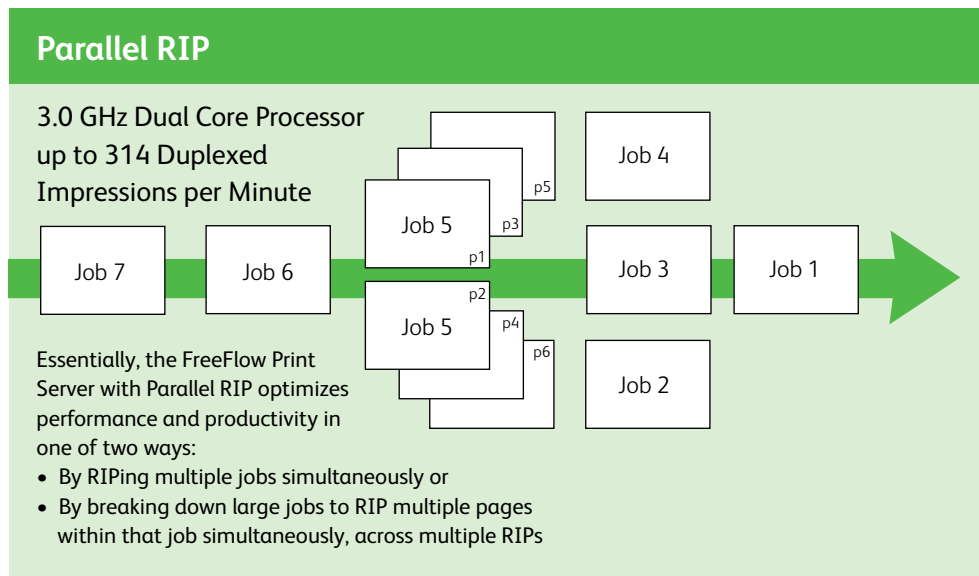 Parallel RIP
3.0 GHz Dual Core Processor
up to 314 Duplexed
Impressions per Minute
Job 7
Job 6
Job 5
p1
p3
p5
Job 5
p2
p4
p6
Job 4
Job 3
Job 2
Job 1
Essentially, the FreeFlow Print
Server with Parallel RIP optimizes
performance and productivity in
one of two ways:
• By RIPing multiple jobs simultaneously or
• By breaking down large jobs to RIP multiple pages
within that job simultaneously, across multiple RIPs